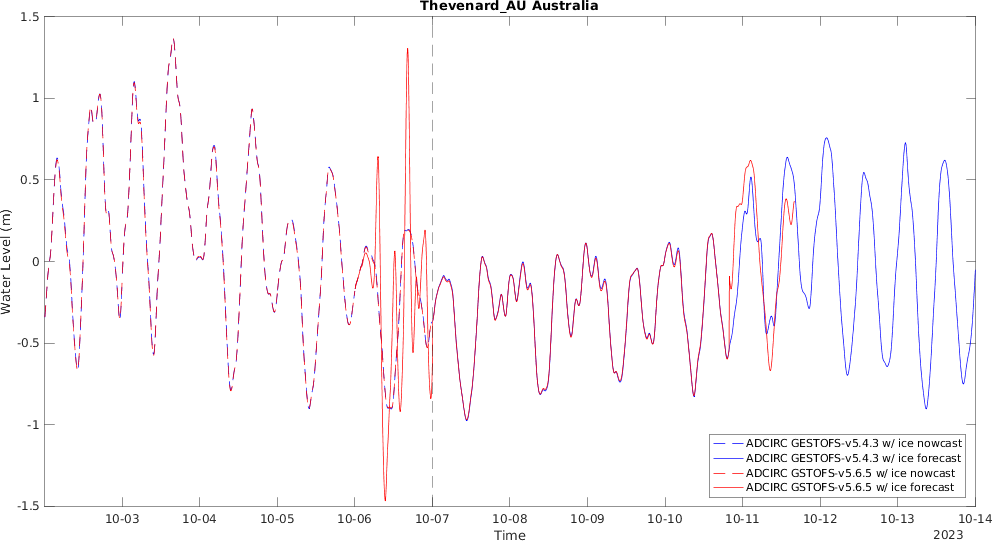 Thevenard_AU Australia
1.5
1
0.5
0
-0.5
-1
-1.5
Water Level (m)
10-03
10-04
10-05
10-06
10-07
10-08
10-09
10-10
10-11
10-12
10-13
10-14
Time
2023
ADCIRC GESTOFS-v5.4.3 w/ ice nowcast
ADCIRC GESTOFS-v5.4.3 w/ ice forecast
ADCIRC GSTOFS-v5.6.5 w/ ice nowcast
ADCIRC GSTOFS-v5.6.5 w/ ice forecast